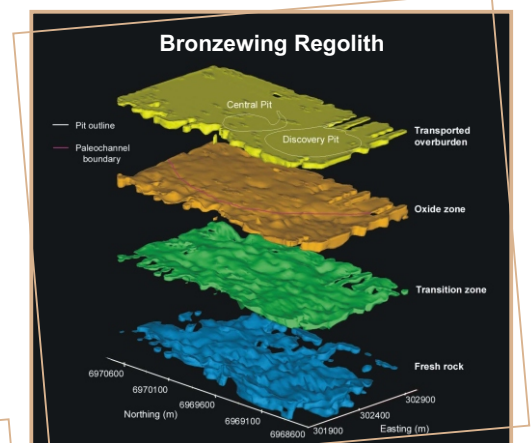 Bronzewing Regolith
Central Pit
Pit outline
Discovery Pit
Transported
overburden
Paleochannel
boundary
Oxide zone
Transition zone
Fresh rock
6970600
6970100
6969600
6969100
6968600
Northing (m)
301900
302400
302900
Easting (m)